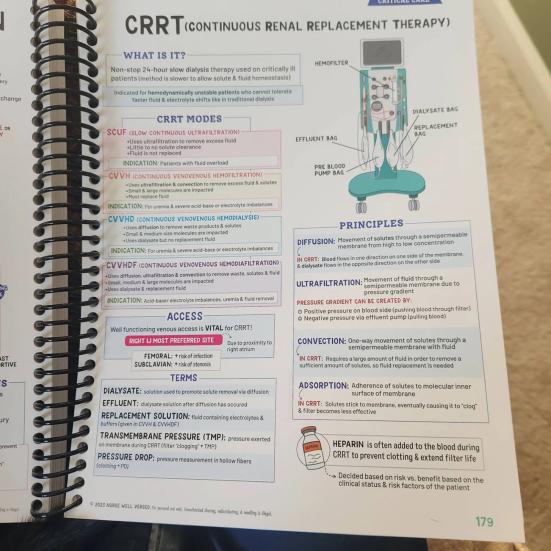 CRITICAL CARE
CRRT (CONTINUOUS RENAL REPLACEMENT THERAPY)
WHAT IS IT?
Non-stop 24-hour slow dialysis therapy used on critically ill
patients (method is slower to allow solute & fluid homeostasis)
Indicated for hemodynamically unstable patients who cannot tolerate
faster fluid & electrolyte shifts like in traditional dialysis
CRRT MODES
SCUF (SLOW CONTINUOUS ULTRAFILTRATION)
•Uses ultrafiltration to remove excess fluid
•Little to no solute clearance
•Fluid is not replaced
INDICATION: Patients with fluid overload
CVVH (CONTINUOUS VENOVENOUS HEMOFILTRATION)
•Uses ultrafiltration & convection to remove excess fluid & solutes
•Small & large molecules are impacted
•Must replace fluid
INDICATION: For uremia & severe acid-base or electrolyte imbalances
CVVHD (CONTINUOUS VENOVENOUS HEMODIALYSIS)
•Uses diffusion to remove waste products & solutes
•Small & medium size molecules are impacted
•Uses dialysate but no replacement fluid
INDICATION: For uremia & severe acid-base or electrolyte imbalances
CVVHDF (CONTINUOUS VENOVENOUS HEMODIAFILTRATION)
•Uses diffusion, ultrafiltration & convection to remove waste, solutes & fluid
•Small, medium & large molecules are impacted
•Uses dialysate & replacement fluid
INDICATION: Acid-base/ electrolyte imbalances, uremia & fluid removal
ACCESS
Well functioning venous access is VITAL for CRRT!
RIGHT IJ MOST PREFERRED SITE
Due to proximity to
right atrium
FEMORAL: ↑risk of infection
SUBCLAVIAN: ↑risk of stenosis
TERMS
DIALYSATE: solution used to promote solute removal via diffusion
EFFLUENT: dialysate solution after diffusion has occured
REPLACEMENT SOLUTION: fluid containing electrolytes &
buffers (given in CVVH & CVVHDF)
TRANSMEMBRANE PRESSURE (TMP): pressure exerted
on membrane during CRRT (filter "clogging" ↑TMP)
PRESSURE DROP: pressure measurement in hollow fibers
(clotting ↑PD)
HEMOFILTER
DIALYSATE BAG
REPLACEMENT
BAG
EFFLUENT BAG
PRE BLOOD
PUMP BAG
PRINCIPLES
DIFFUSION: Movement of solutes through a semipermeable
membrane from high to low concentration
IN CRRT: Blood flows in one direction on one side of the membrane,
& dialysate flows in the opposite direction on the other side
ULTRAFILTRATION: Movement of fluid through a
semipermeable membrane due to
pressure gradient
PRESSURE GRADIENT CAN BE CREATED BY:
Positive pressure on blood side (pushing blood through filter)
Negative pressure via effluent pump (pulling blood)
CONVECTION: One-way movement of solutes through a
semipermeable membrane with fluid
IN CRRT: Requires a large amount of fluid in order to remove a
sufficient amount of solutes, so fluid replacement is needed
ADSORPTION: Adherence of solutes to molecular inner
surface of membrane
IN CRRT: Solutes stick to membrane, eventually causing it to "clog"
& filter becomes less effective
HEPARIN is often added to the blood during
CRRT to prevent clotting & extend filter life
Decided based on risk vs. benefit based on the
clinical status & risk factors of the patient
© 2022 NURSE WELL VERSED.
179